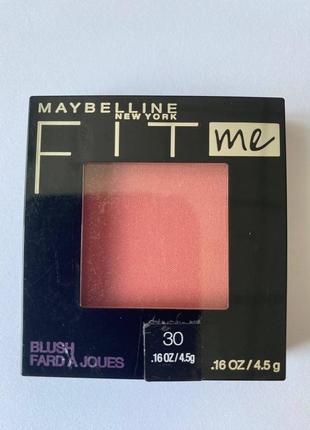 MAYBELLINE
NEW YORK
FIT me
BLUSH
FARD À JOUES
30
.16 OZ/4.5g
.16 OZ/4.5 g